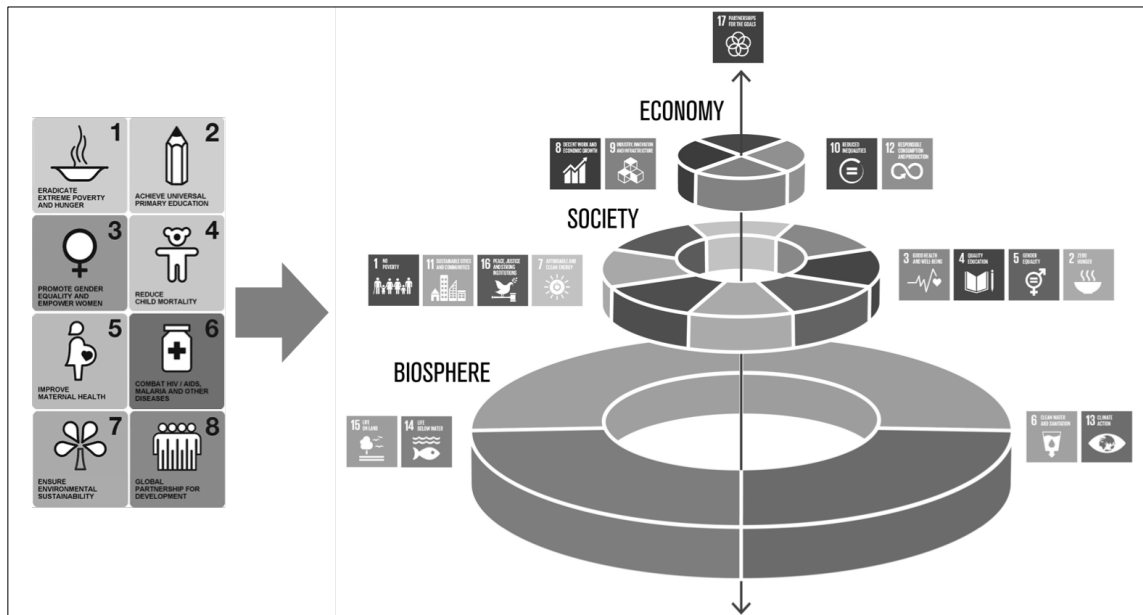 1
ERADICATE
EXTREME POVERTY
AND HUNGER
2
ACHIEVE UNIVERSAL
PRIMARY EDUCATION
3
PROMOTE GENDER
EQUALITY AND
EMPOWER WOMEN
4
REDUCE
CHILD MORTALITY
5
IMPROVE
MATERNAL HEALTH
6
COMBAT HIV / AIDS,
MALARIA AND OTHER
DISEASES
7
ENSURE
ENVIRONMENTAL
SUSTAINABILITY
8
GLOBAL
PARTNERSHIP FOR
DEVELOPMENT
17 PARTNERSHIPS
FOR THE GOALS
ECONOMY
8 DECENT WORK AND
ECONOMIC GROWTH
9 INDUSTRY, INNOVATION
AND INFRASTRUCTURE
10 REDUCED
INEQUALITIES
12 RESPONSIBLE
CONSUMPTION
AND PRODUCTION
SOCIETY
1 NO
POVERTY
11 SUSTAINABLE CITIES
AND COMMUNITIES
16 PEACE, JUSTICE
AND STRONG
INSTITUTIONS
7 AFFORDABLE AND
CLEAN ENERGY
3 GOOD HEALTH
AND WELL-BEING
4 QUALITY
EDUCATION
5 GENDER
EQUALITY
2 ZERO
HUNGER
BIOSPHERE
15 LIFE
ON LAND
14 LIFE
BELOW WATER
6 CLEAN WATER
AND SANITATION
13 CLIMATE
ACTION